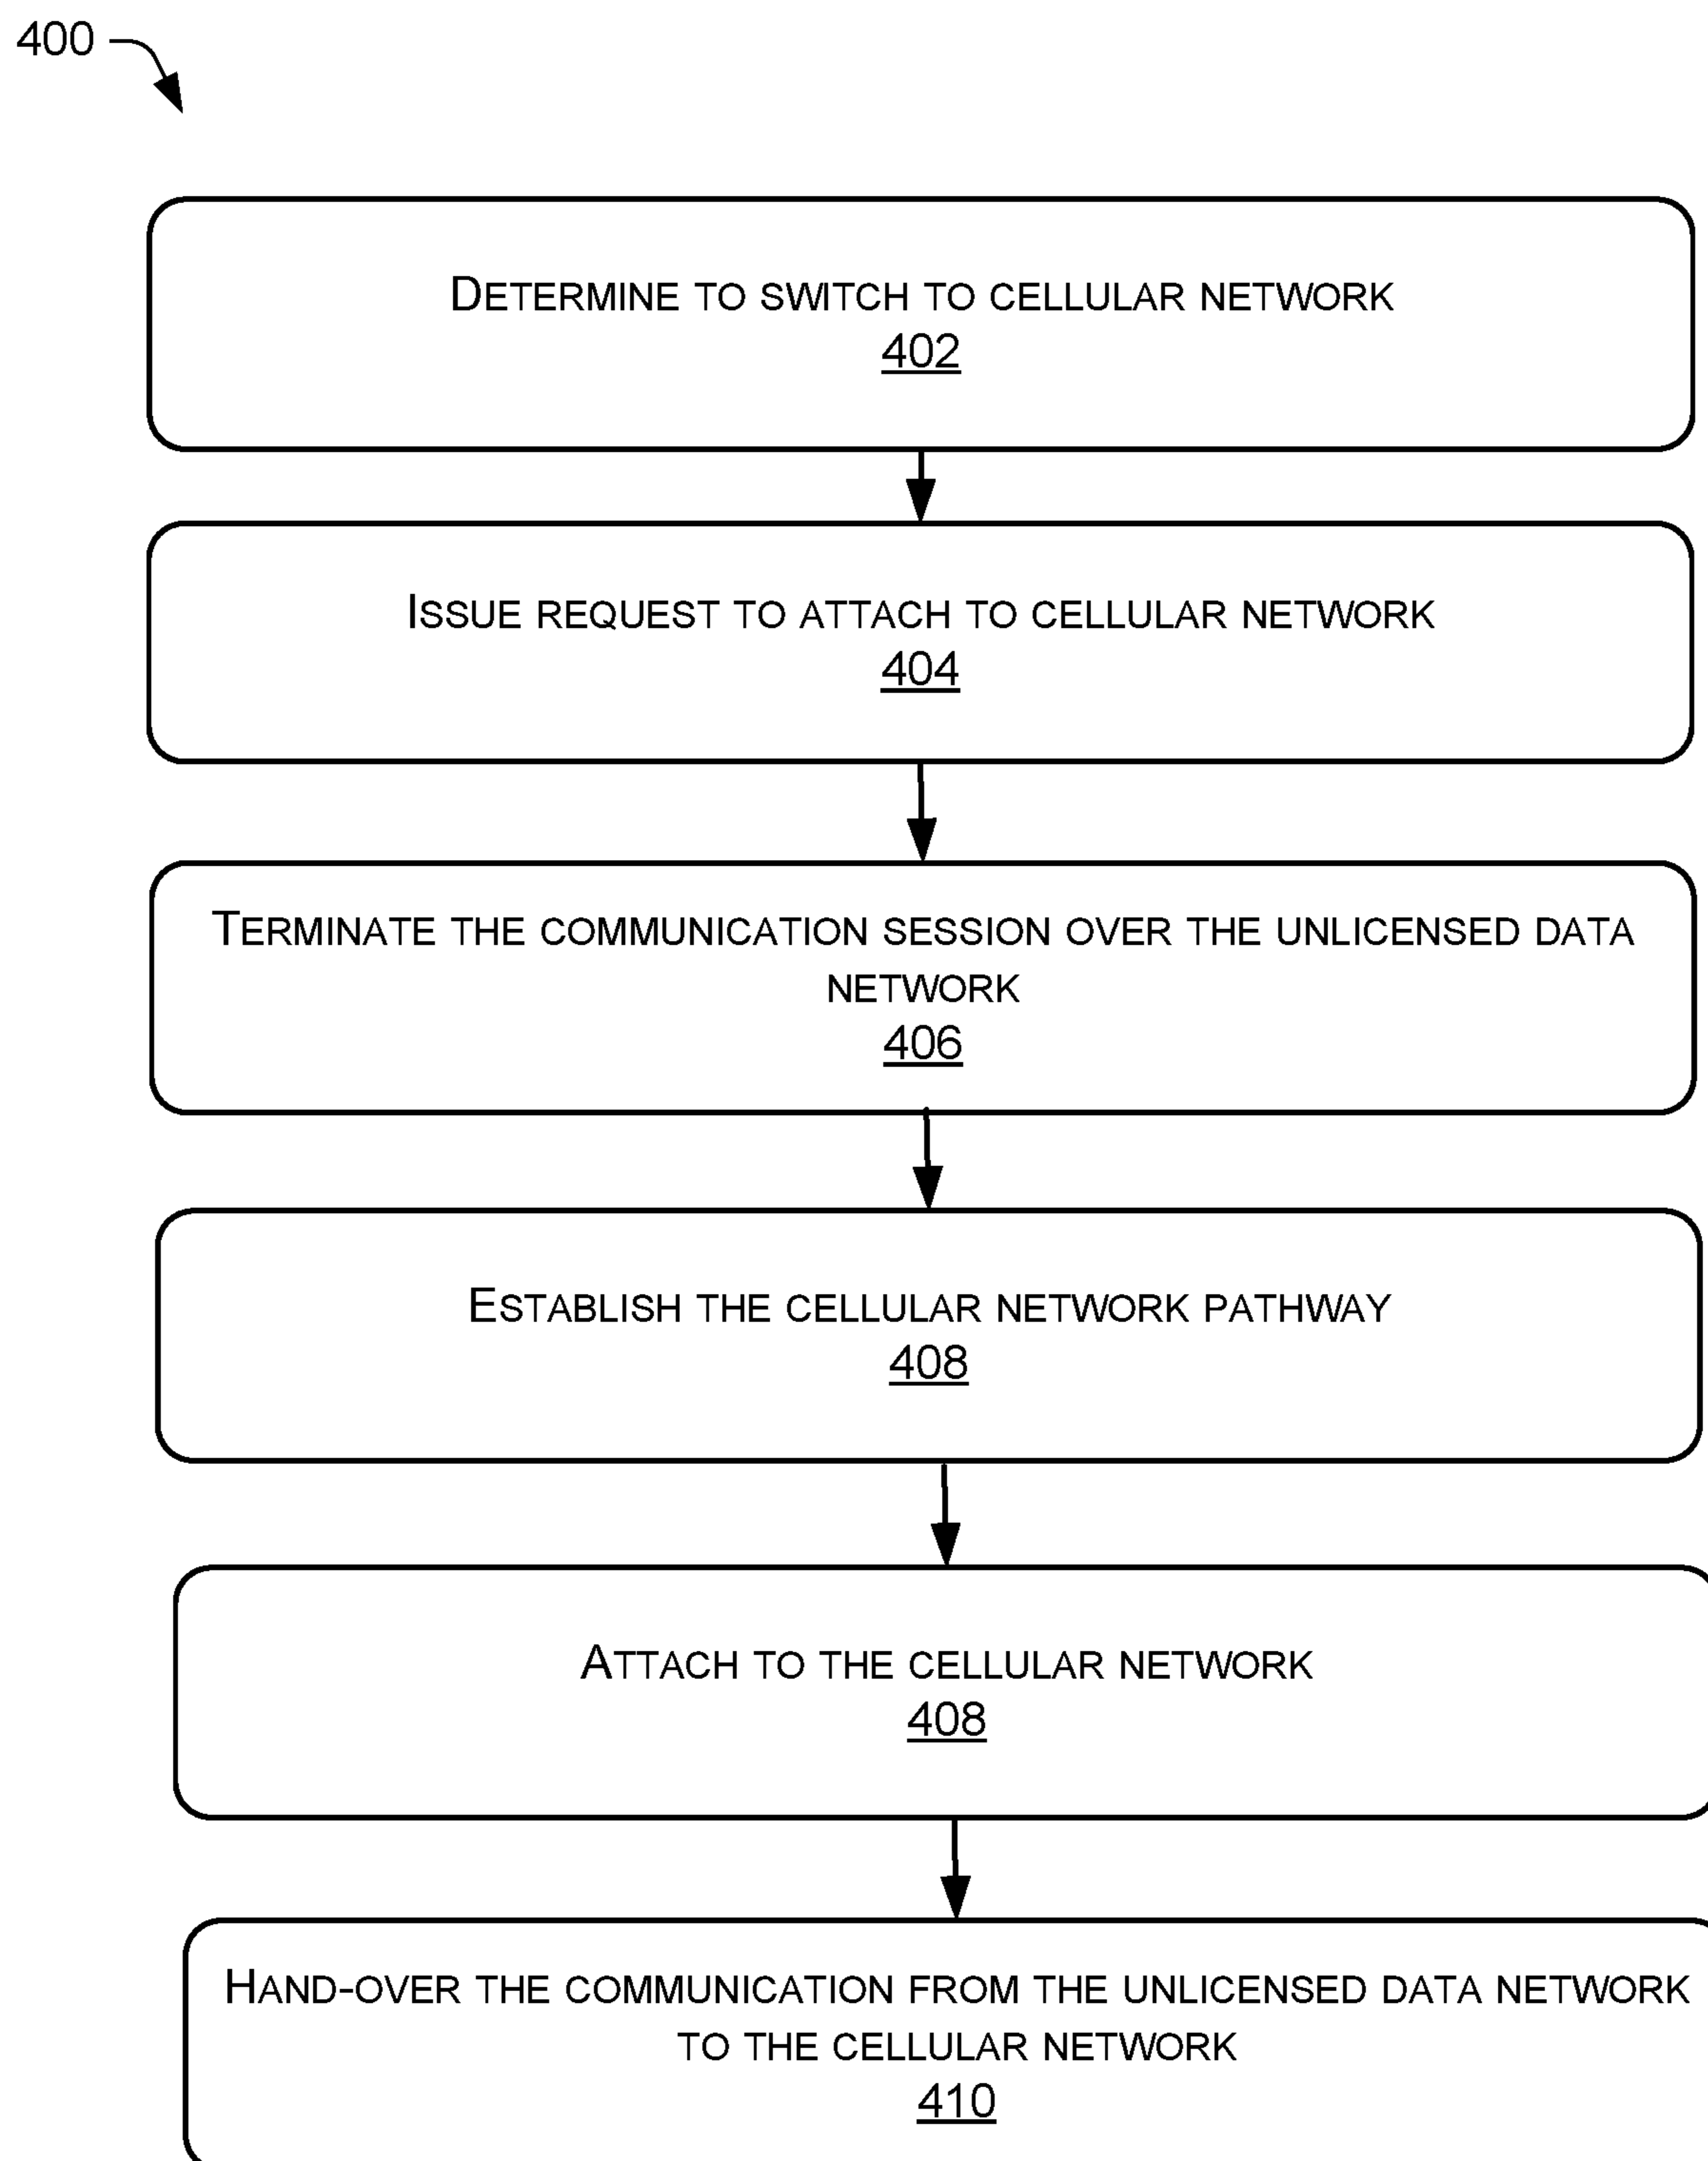 400
DETERMINE TO SWITCH TO CELLULAR NETWORK
402
ISSUE REQUEST TO ATTACH TO CELLULAR NETWORK
404
TERMINATE THE COMMUNICATION SESSION OVER THE UNLICENSED DATA
NETWORK
406
ESTABLISH THE CELLULAR NETWORK PATHWAY
408
ATTACH TO THE CELLULAR NETWORK
408
HAND-OVER THE COMMUNICATION FROM THE UNLICENSED DATA NETWORK
TO THE CELLULAR NETWORK
410